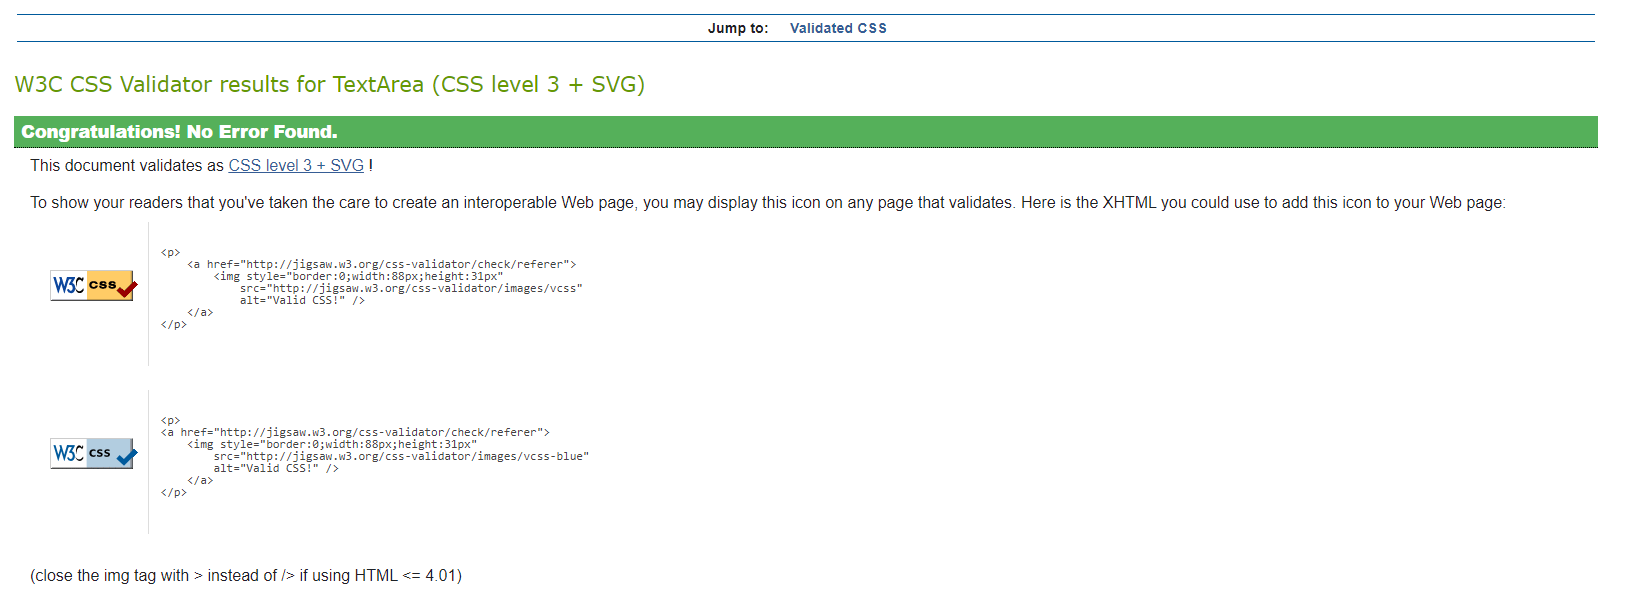 Jump to: Validated CSS
W3C CSS Validator results for TextArea (CSS level 3 + SVG)
Congratulations! No Error Found.
This document validates as CSS level 3 + SVG !
To show your readers that you've taken the care to create an interoperable Web page, you may display this icon on any page that validates. Here is the XHTML you could use to add this icon to your Web page:
W3C css
<p>
    <a href="http://jigsaw.w3.org/css-validator/check/referer">
        <img style="border:0;width:88px;height:31px"
            src="http://jigsaw.w3.org/css-validator/images/vcss"
            alt="Valid CSS!" />
    </a>
</p>
W3C css
<p>
<a href="http://jigsaw.w3.org/css-validator/check/referer">
    <img style="border:0;width:88px;height:31px"
        src="http://jigsaw.w3.org/css-validator/images/vcss-blue"
        alt="Valid CSS!" />
    </a>
</p>
(close the img tag with > instead of /> if using HTML <= 4.01)